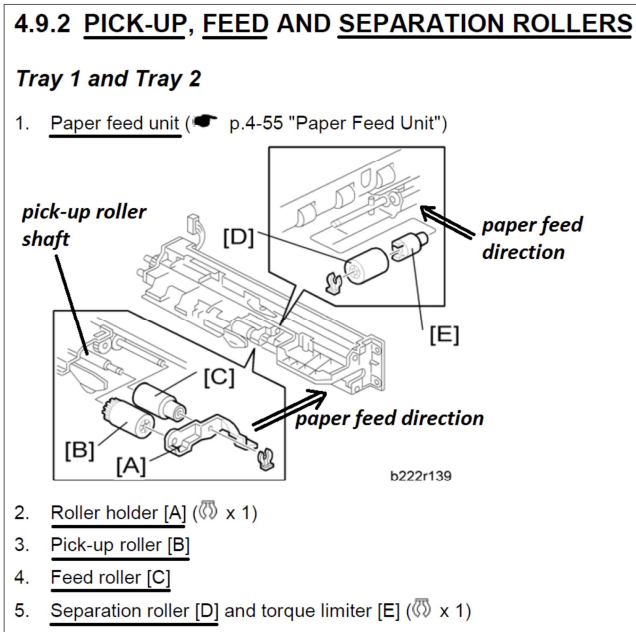 4.9.2 PICK-UP, FEED AND SEPARATION ROLLERS
Tray 1 and Tray 2
1. Paper feed unit (☛ p.4-55 "Paper Feed Unit")
pick-up roller
shaft
[D]
paper feed
direction
[E]
[C]
paper feed direction
[B]
[A]
b222r139
2. Roller holder [A] ( x 1)
3. Pick-up roller [B]
4. Feed roller [C]
5. Separation roller [D] and torque limiter [E] ( x 1)